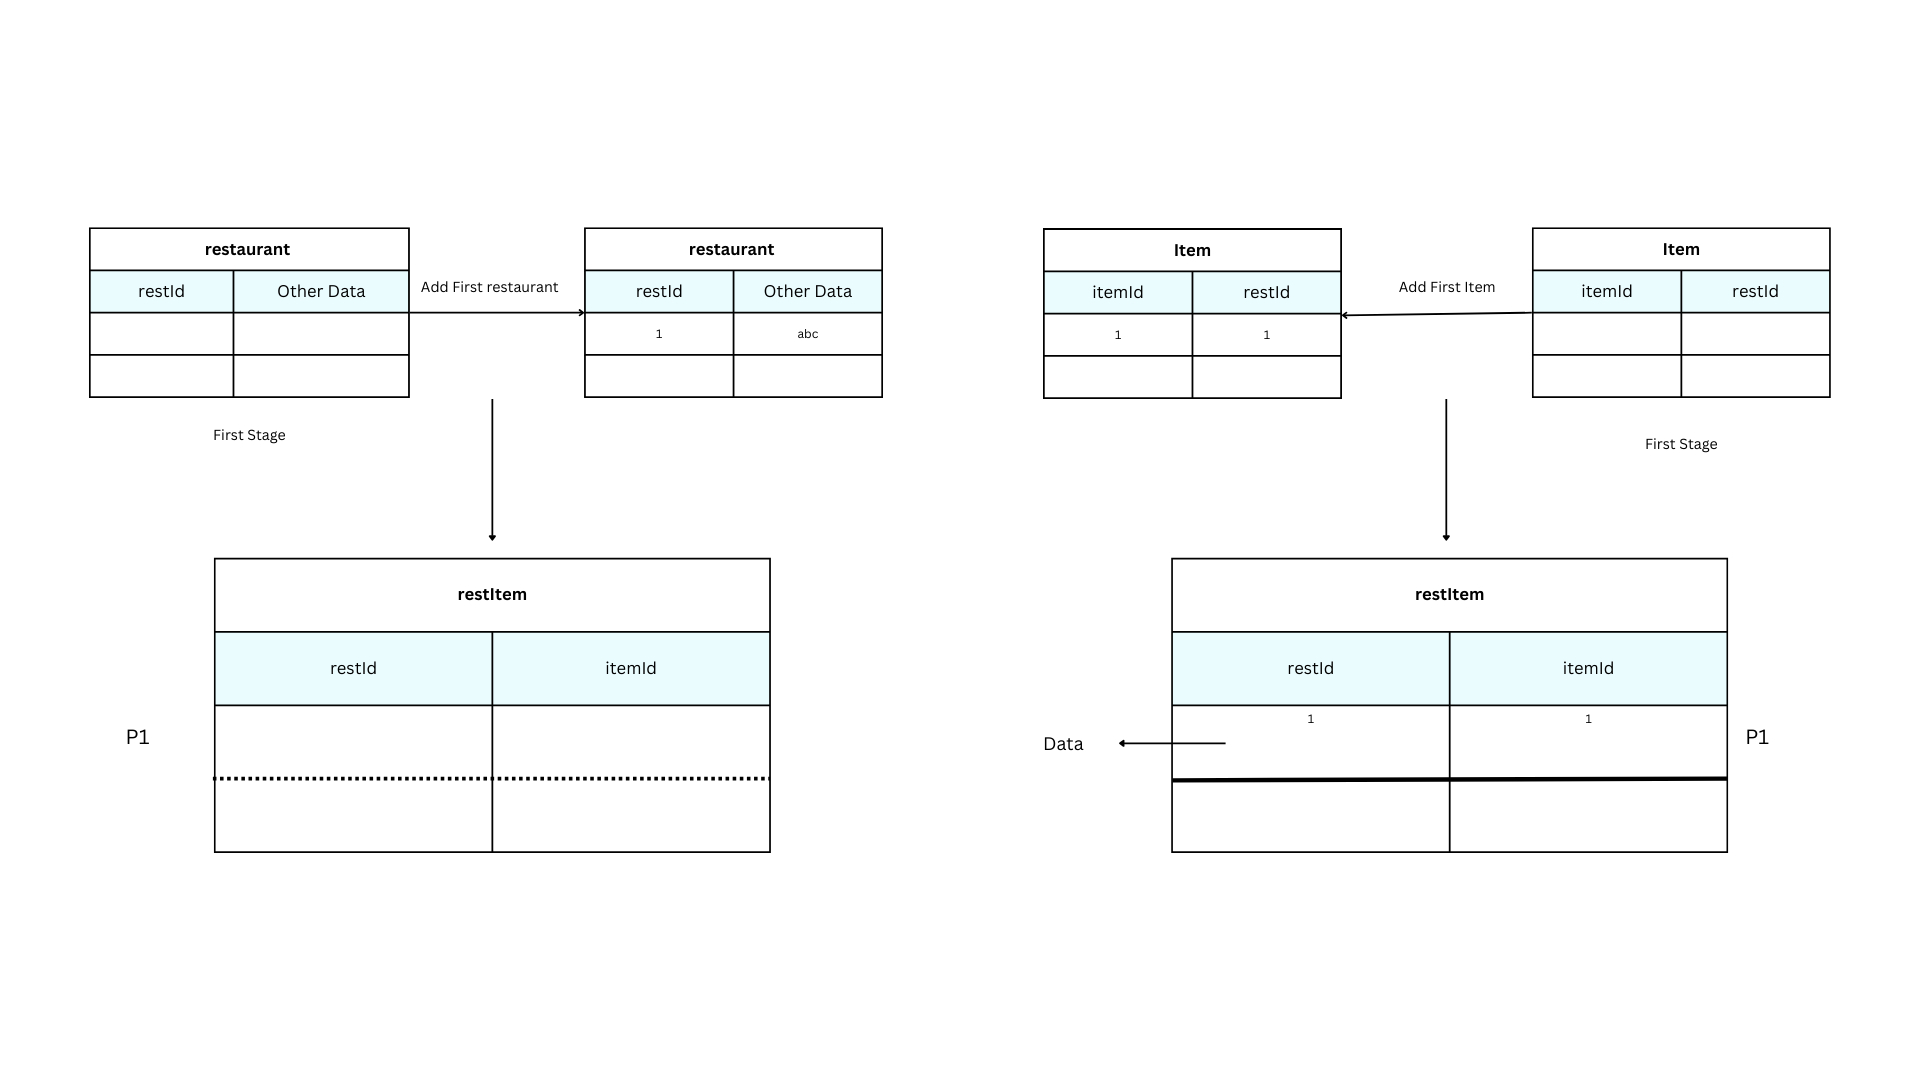 restaurant
restId Other Data
Add First restaurant
restaurant
restId Other Data
1 abc
First Stage
restItem
restId itemId
P1
Item
itemId restId
1 1
Add First Item
Item
itemId restId
First Stage
restItem
restId itemId
1 1
Data
P1